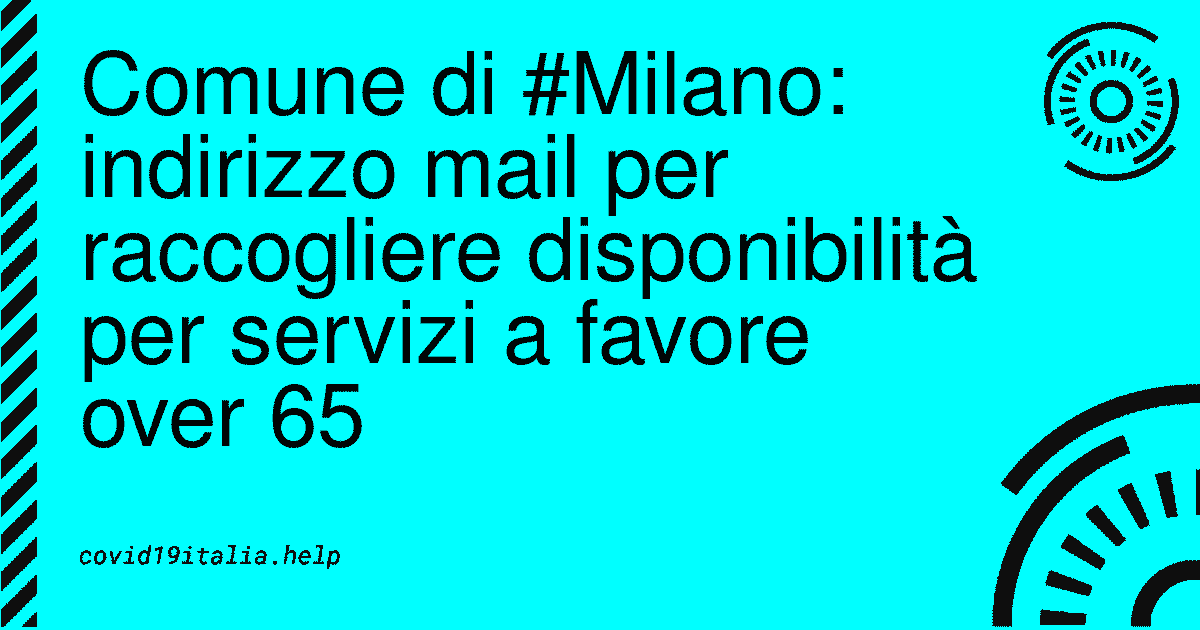 Comune di #Milano:
indirizzo mail per
raccogliere disponibilità
per servizi a favore
over 65
covid19italia.help